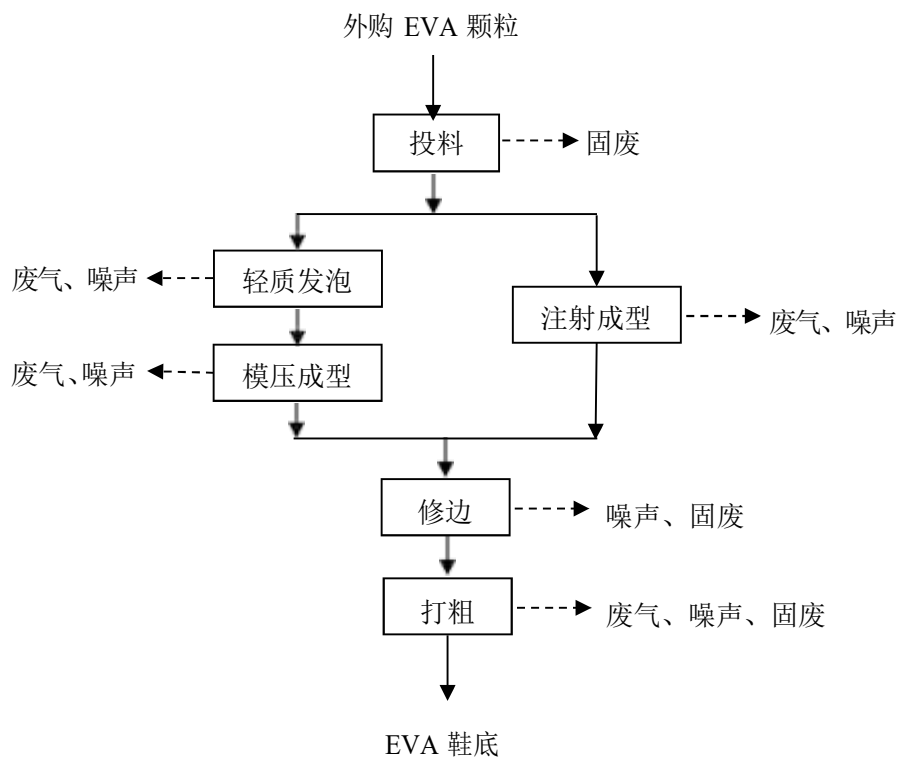 外购 EVA 颗粒
投料
固废
轻质发泡
废气、噪声
注射成型
废气、噪声
模压成型
废气、噪声
修边
噪声、固废
打粗
废气、噪声、固废
EVA 鞋底